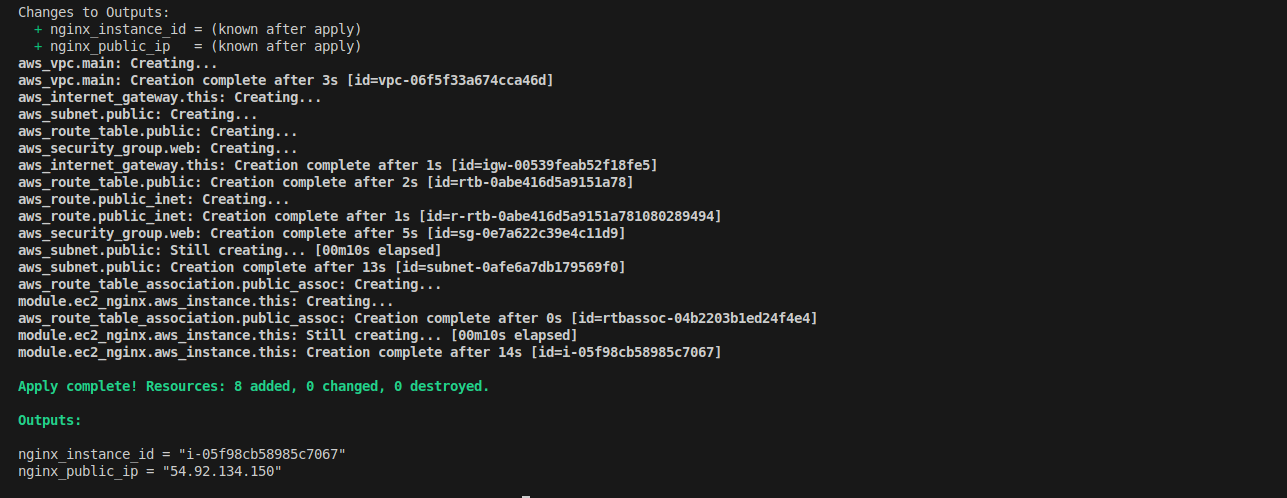 Changes to Outputs:
  + nginx_instance_id = (known after apply)
  + nginx_public_ip   = (known after apply)
aws_vpc.main: Creating...
aws_vpc.main: Creation complete after 3s [id=vpc-06f5f33a674cca46d]
aws_internet_gateway.this: Creating...
aws_subnet.public: Creating...
aws_route_table.public: Creating...
aws_security_group.web: Creating...
aws_internet_gateway.this: Creation complete after 1s [id=igw-00539feab52f18fe5]
aws_route_table.public: Creation complete after 2s [id=rtb-0abe416d5a9151a78]
aws_route.public_inet: Creating...
aws_route.public_inet: Creation complete after 1s [id=r-rtb-0abe416d5a9151a781080289494]
aws_security_group.web: Creation complete after 5s [id=sg-0e7a622c39e4c11d9]
aws_subnet.public: Still creating... [00m10s elapsed]
aws_subnet.public: Creation complete after 13s [id=subnet-0afe6a7db179569f0]
aws_route_table_association.public_assoc: Creating...
module.ec2_nginx.aws_instance.this: Creating...
aws_route_table_association.public_assoc: Creation complete after 0s [id=rtbassoc-04b2203b1ed24f4e4]
module.ec2_nginx.aws_instance.this: Still creating... [00m10s elapsed]
module.ec2_nginx.aws_instance.this: Creation complete after 14s [id=i-05f98cb58985c7067]

Apply complete! Resources: 8 added, 0 changed, 0 destroyed.

Outputs:

nginx_instance_id = "i-05f98cb58985c7067"
nginx_public_ip = "54.92.134.150"